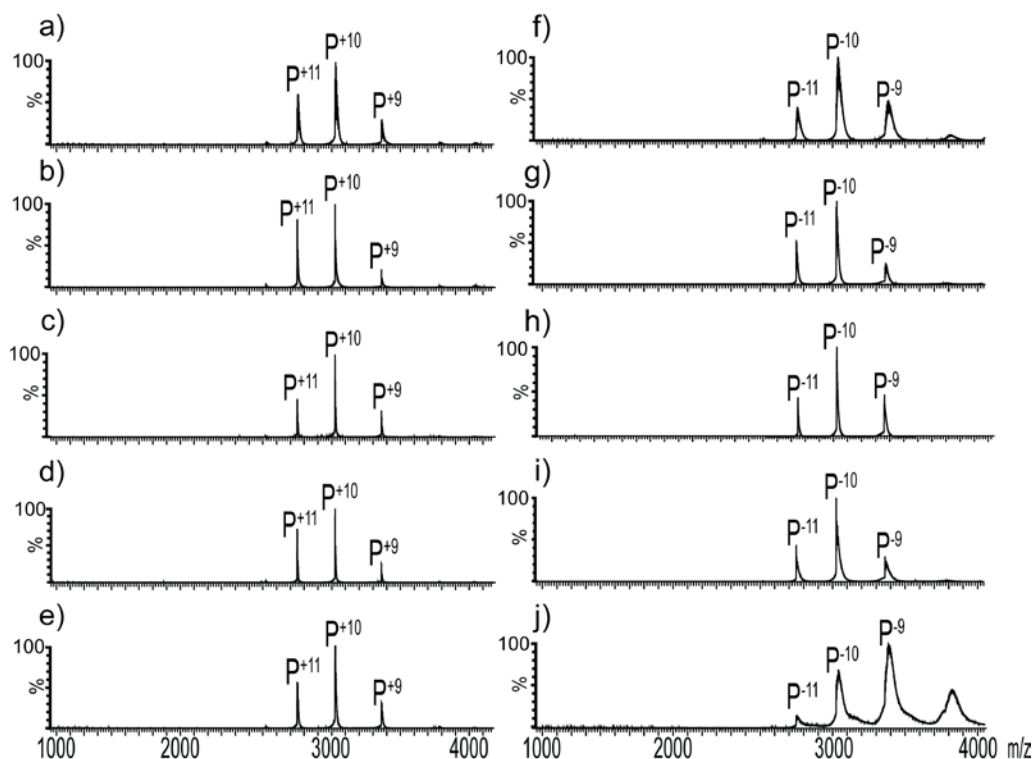 a)
100
%
P+11
P+10
P+9
b)
100
%
P+11
P+10
P+9
c)
100
%
P+11
P+10
P+9
d)
100
%
P+11
P+10
P+9
e)
100
%
P+11
P+10
P+9
1000 2000 3000 4000
f)
100
%
P-11
P-10
P-9
g)
100
%
P-11
P-10
P-9
h)
100
%
P-11
P-10
P-9
i)
100
%
P-11
P-10
P-9
j)
100
%
P-11
P-10
P-9
1000 2000 3000 4000 m/z